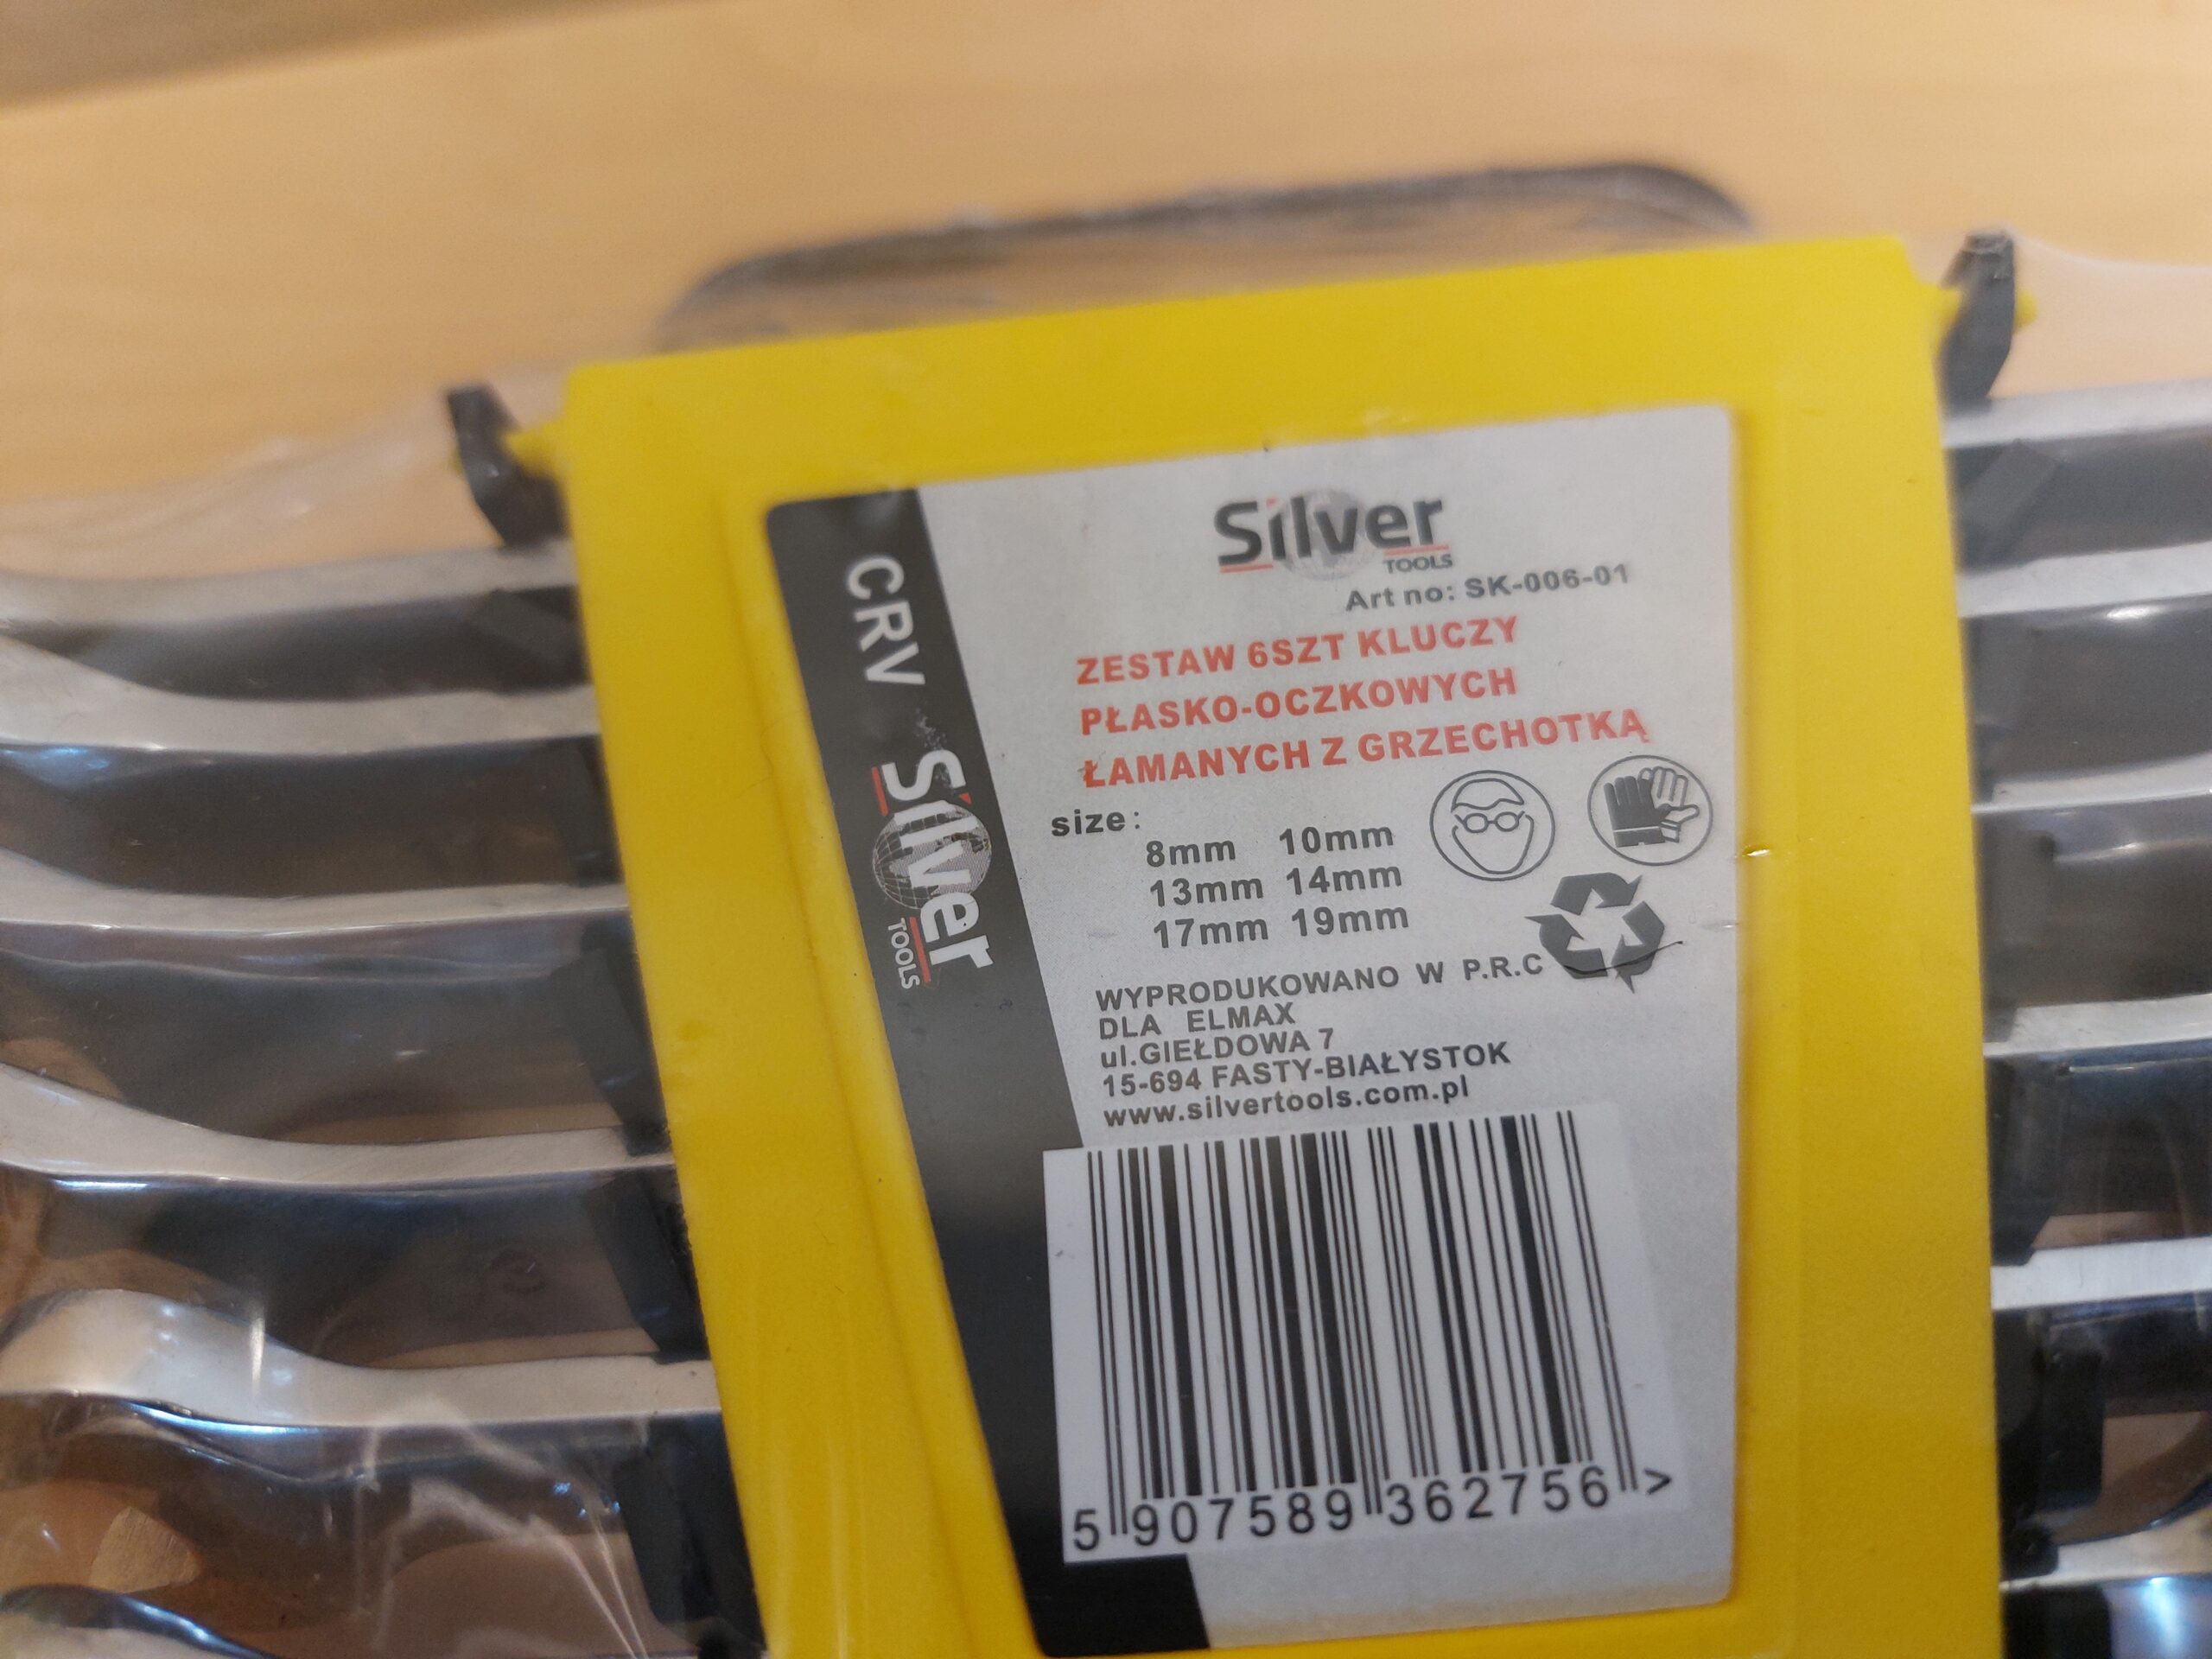 Silver
TOOLS
Art no: SK-006-01
ZESTAW 6SZT KLUCZY
PŁASKO-OCZKOWYCH
ŁAMANYCH Z GRZECHOTKĄ
size:
8mm 10mm
13mm 14mm
17mm 19mm
WYPRODUKOWANO W P.R.C
DLA ELMAX
ul.GIEŁDOWA 7
15-694 FASTY-BIAŁYSTOK
www.silvertools.com.pl
5 907589 362756 >
CRV
Silver
TOOLS